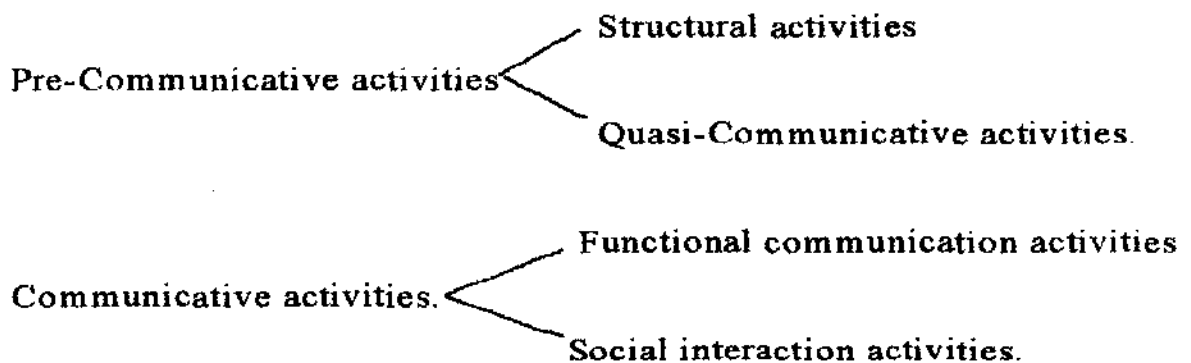 Structural activities
Pre-Communicative activities
Quasi-Communicative activities.
Functional communication activities
Communicative activities.
Social interaction activities.